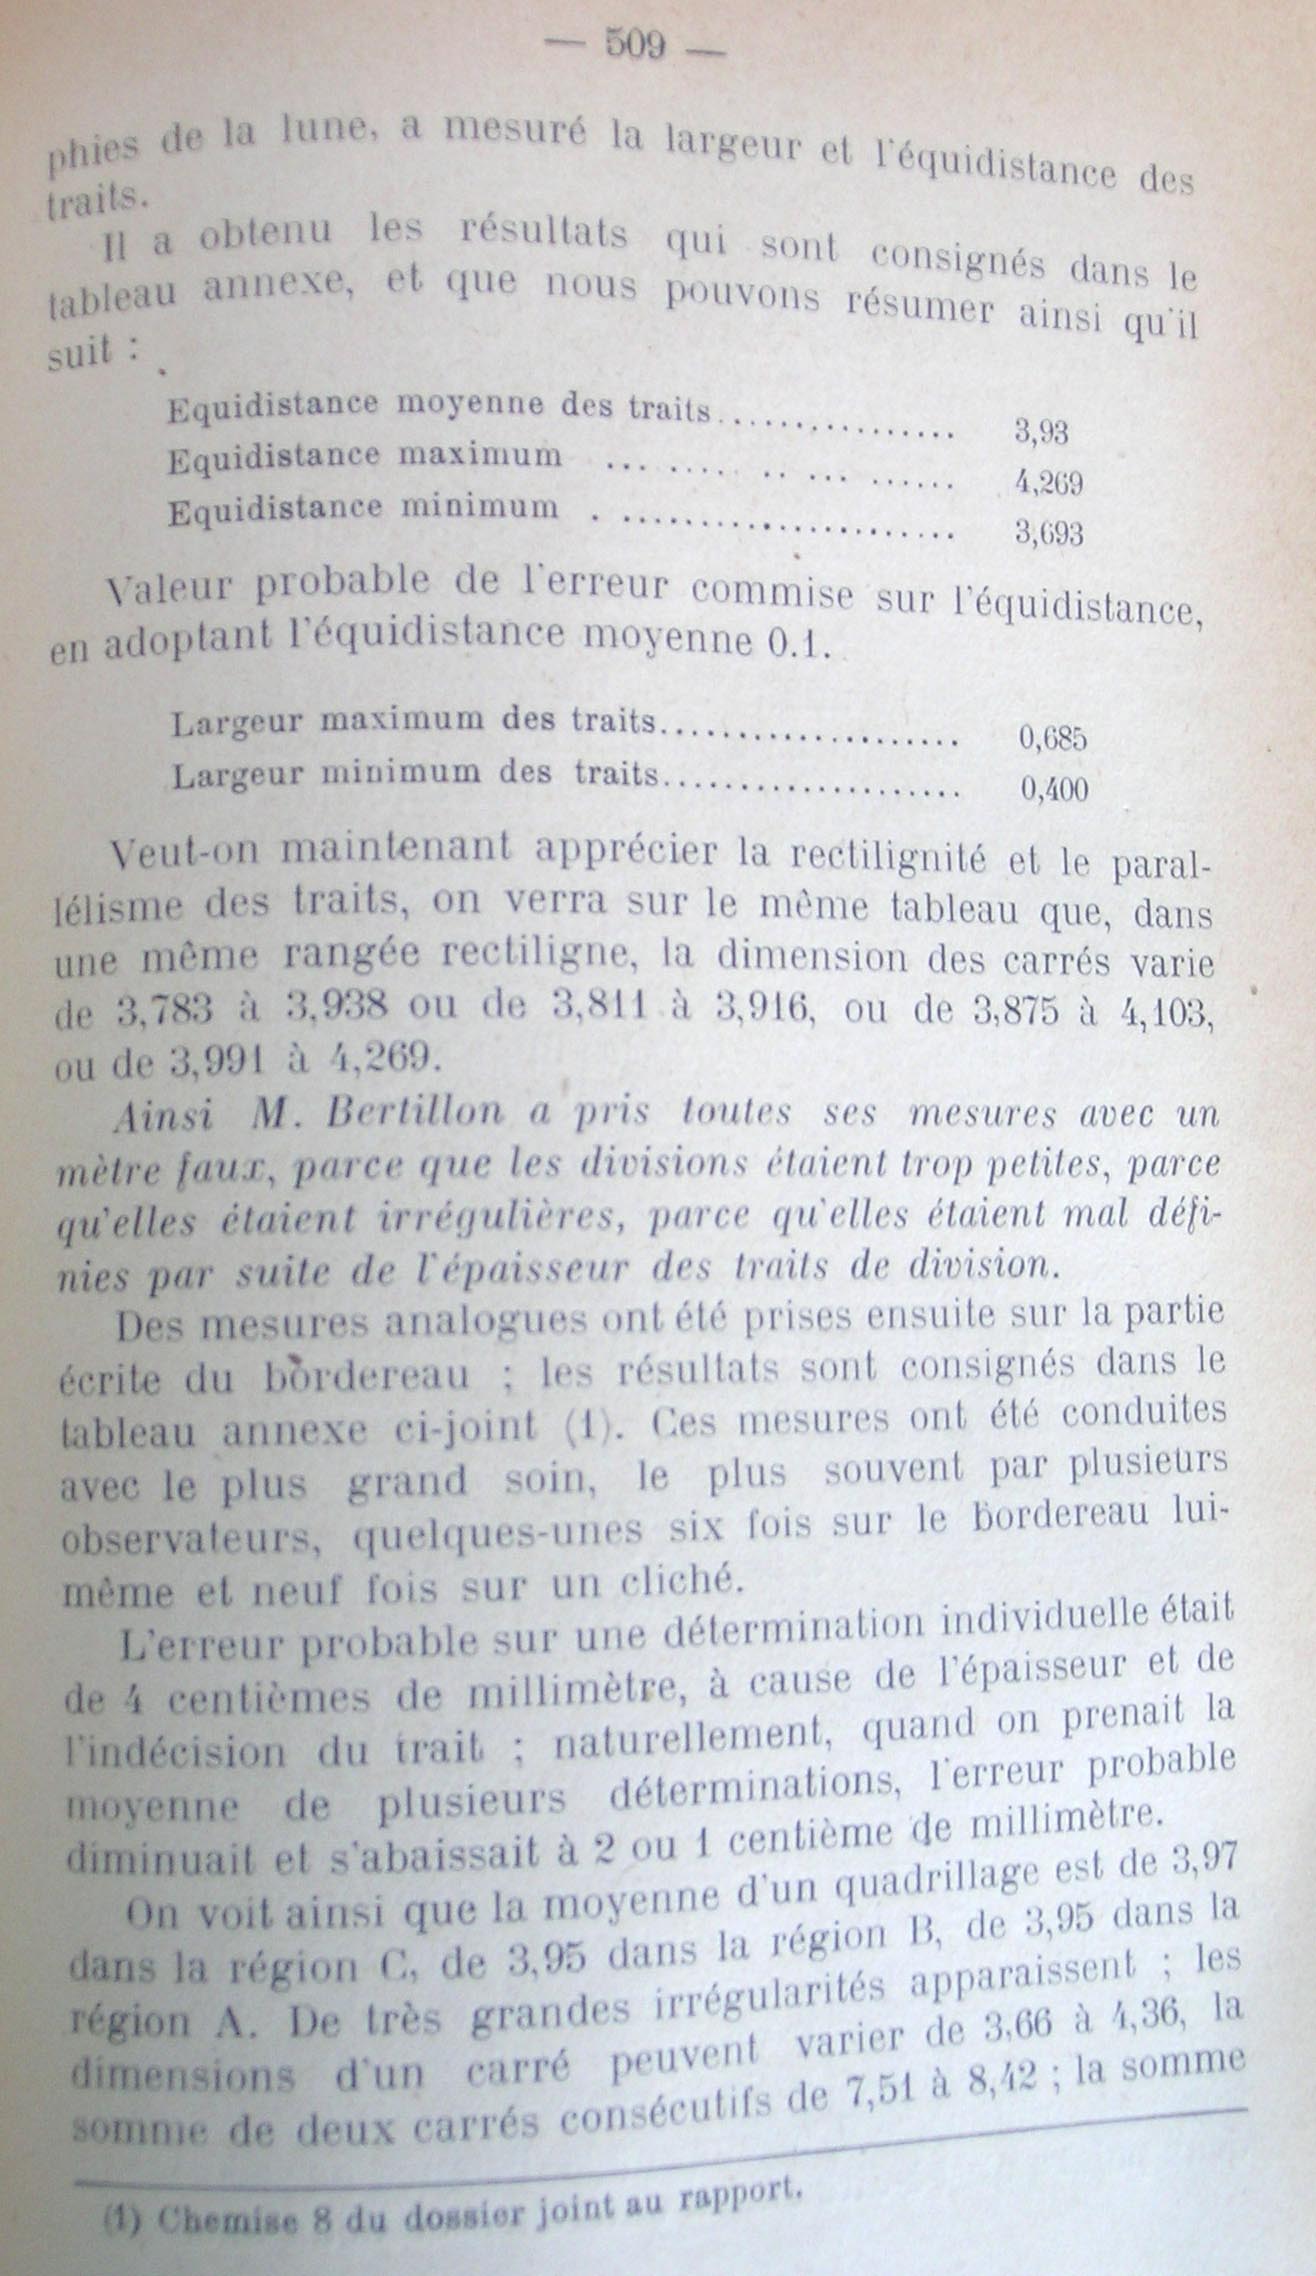 — 509 —
phies de la lune, a mesuré la largeur et l'équidistance des
traits.
Il a obtenu les résultats qui sont consignés dans le
tableau annexe, et que nous pouvons résumer ainsi qu'il
suit :
Equidistance moyenne des traits................ 3,93
Equidistance maximum ... ..... .. ... ...... 4,269
Equidistance minimum . ...................... 3,693
Valeur probable de l'erreur commise sur l'équidistance,
en adoptant l'équidistance moyenne 0.1.
Largeur maximum des traits.................... 0,685
Largeur minimum des traits.................... 0,400
Veut-on maintenant apprécier la rectilignité et le paral-
lélisme des traits, on verra sur le même tableau que, dans
une même rangée rectiligne, la dimension des carrés varie
de 3,783 à 3,938 ou de 3,811 à 3,916, ou de 3,875 à 4,103,
ou de 3,991 à 4,269.
Ainsi M. Bertillon a pris toutes ses mesures avec un
mètre faux, parce que les divisions étaient trop petites, parce
qu'elles étaient irrégulières, parce qu'elles étaient mal défi-
nies par suite de l'épaisseur des traits de division.
Des mesures analogues ont été prises ensuite sur la partie
écrite du bordereau ; les résultats sont consignés dans le
tableau annexe ci-joint (1). Ces mesures ont été conduites
avec le plus grand soin, le plus souvent par plusieurs
observateurs, quelques-unes six fois sur le bordereau lui-
même et neuf fois sur un cliché.
L'erreur probable sur une détermination individuelle était
de 4 centièmes de millimètre, à cause de l'épaisseur et de
l'indécision du trait ; naturellement, quand on prenait la
moyenne de plusieurs déterminations, l'erreur probable
diminuait et s'abaissait à 2 ou 1 centième de millimètre.
On voit ainsi que la moyenne d'un quadrillage est de 3,97
dans la région C, de 3,95 dans la région B, de 3,95 dans la
région A. De très grandes irrégularités apparaissent ; les
dimensions d'un carré peuvent varier de 3,66 à 4,36, la
somme de deux carrés consécutifs de 7,51 à 8,42 ; la somme
(1) Chemise 8 du dossier joint au rapport.